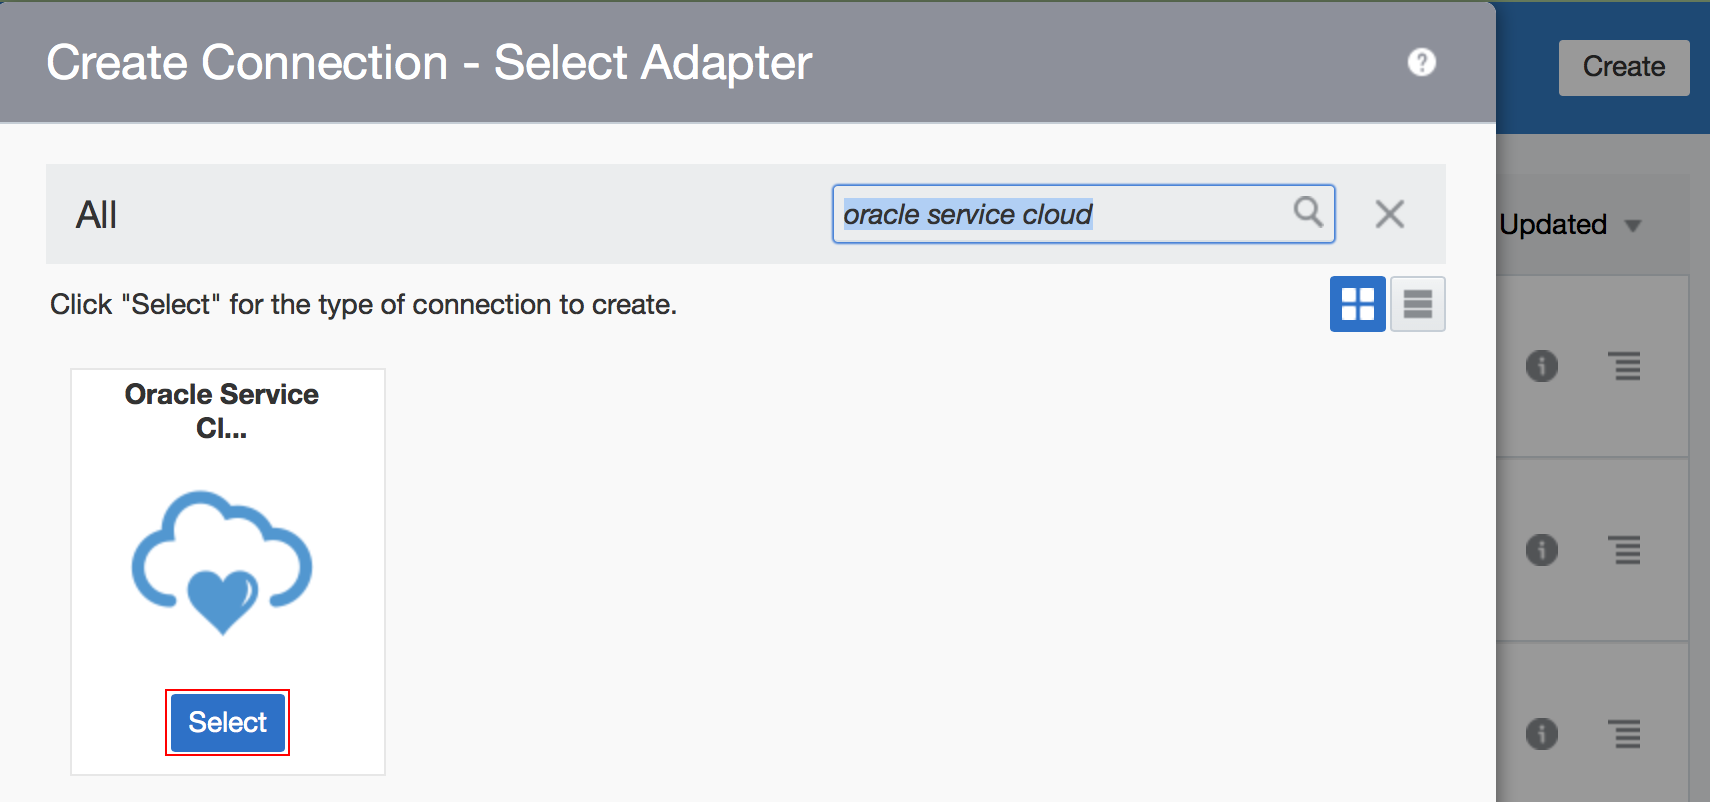 Create Connection - Select Adapter
?
Create
All
oracle service cloud
Updated
Click "Select" for the type of connection to create.
Oracle Service
Cl...
Select